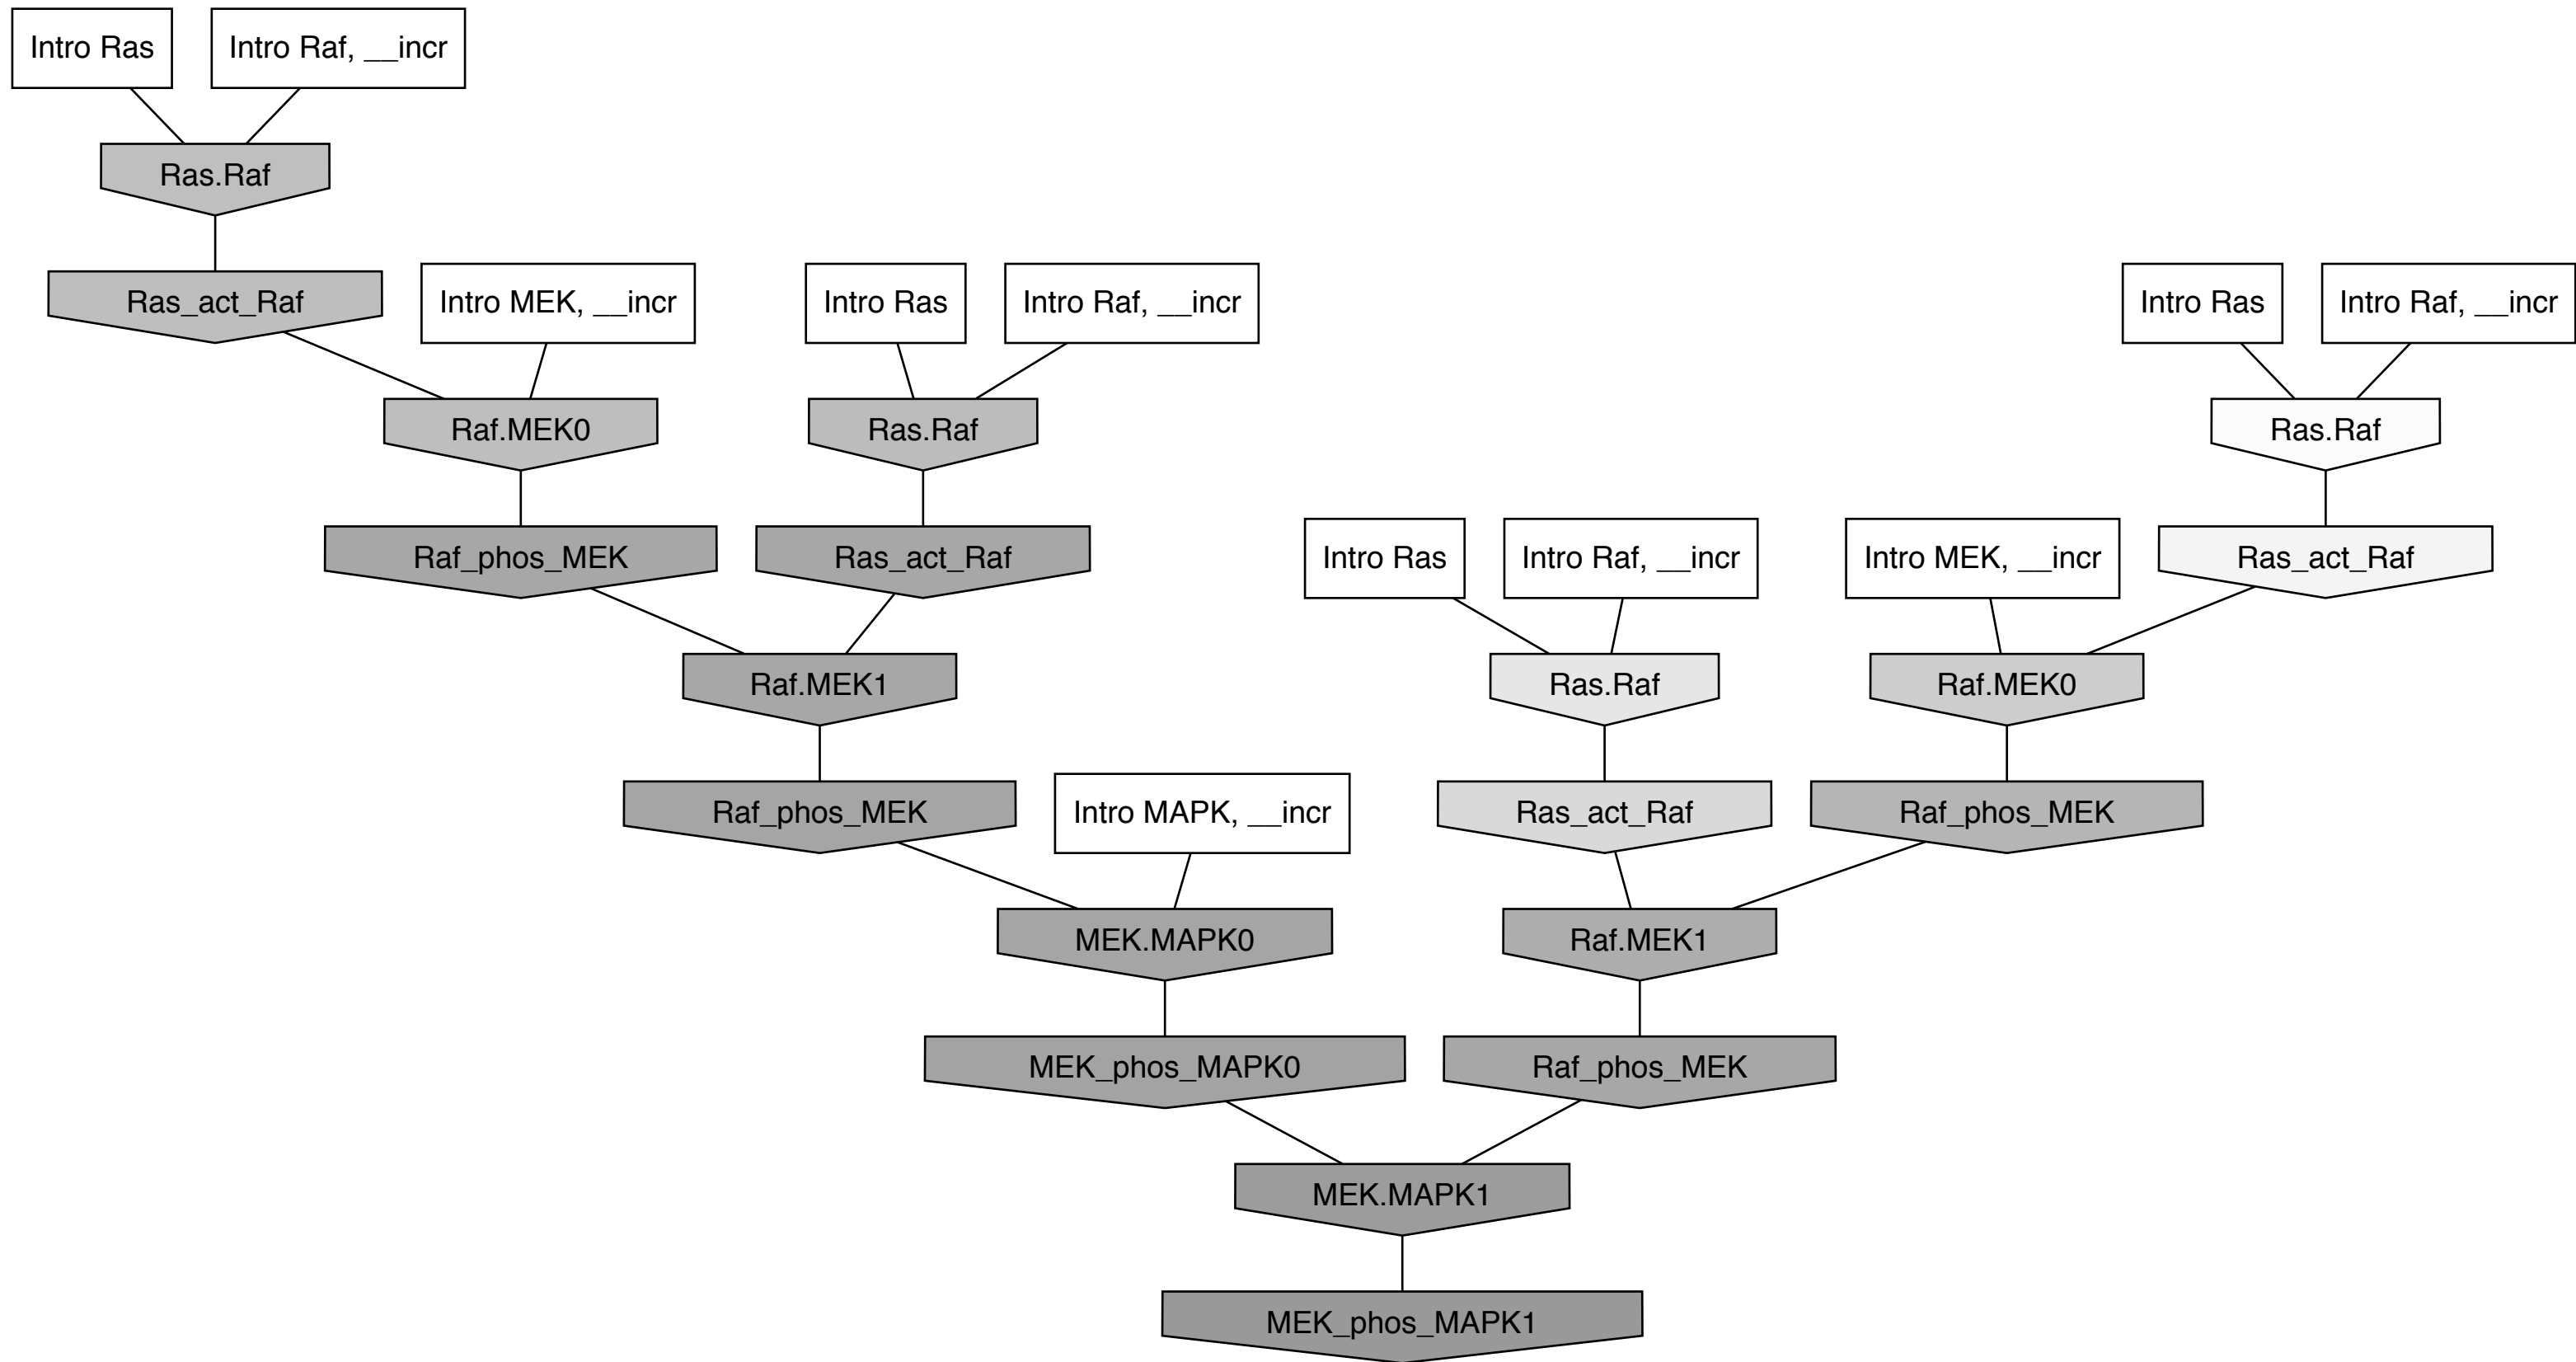 Intro Ras
Intro Raf, __incr
Ras.Raf
Ras_act_Raf
Intro MEK, __incr
Intro Ras
Intro Raf, __incr
Intro Ras
Intro Raf, __incr
Raf.MEK0
Ras.Raf
Ras.Raf
Raf_phos_MEK
Ras_act_Raf
Intro Ras
Intro Raf, __incr
Intro MEK, __incr
Ras_act_Raf
Raf.MEK1
Ras.Raf
Raf.MEK0
Raf_phos_MEK
Intro MAPK, __incr
Ras_act_Raf
Raf_phos_MEK
MEK.MAPK0
Raf.MEK1
MEK_phos_MAPK0
Raf_phos_MEK
MEK.MAPK1
MEK_phos_MAPK1